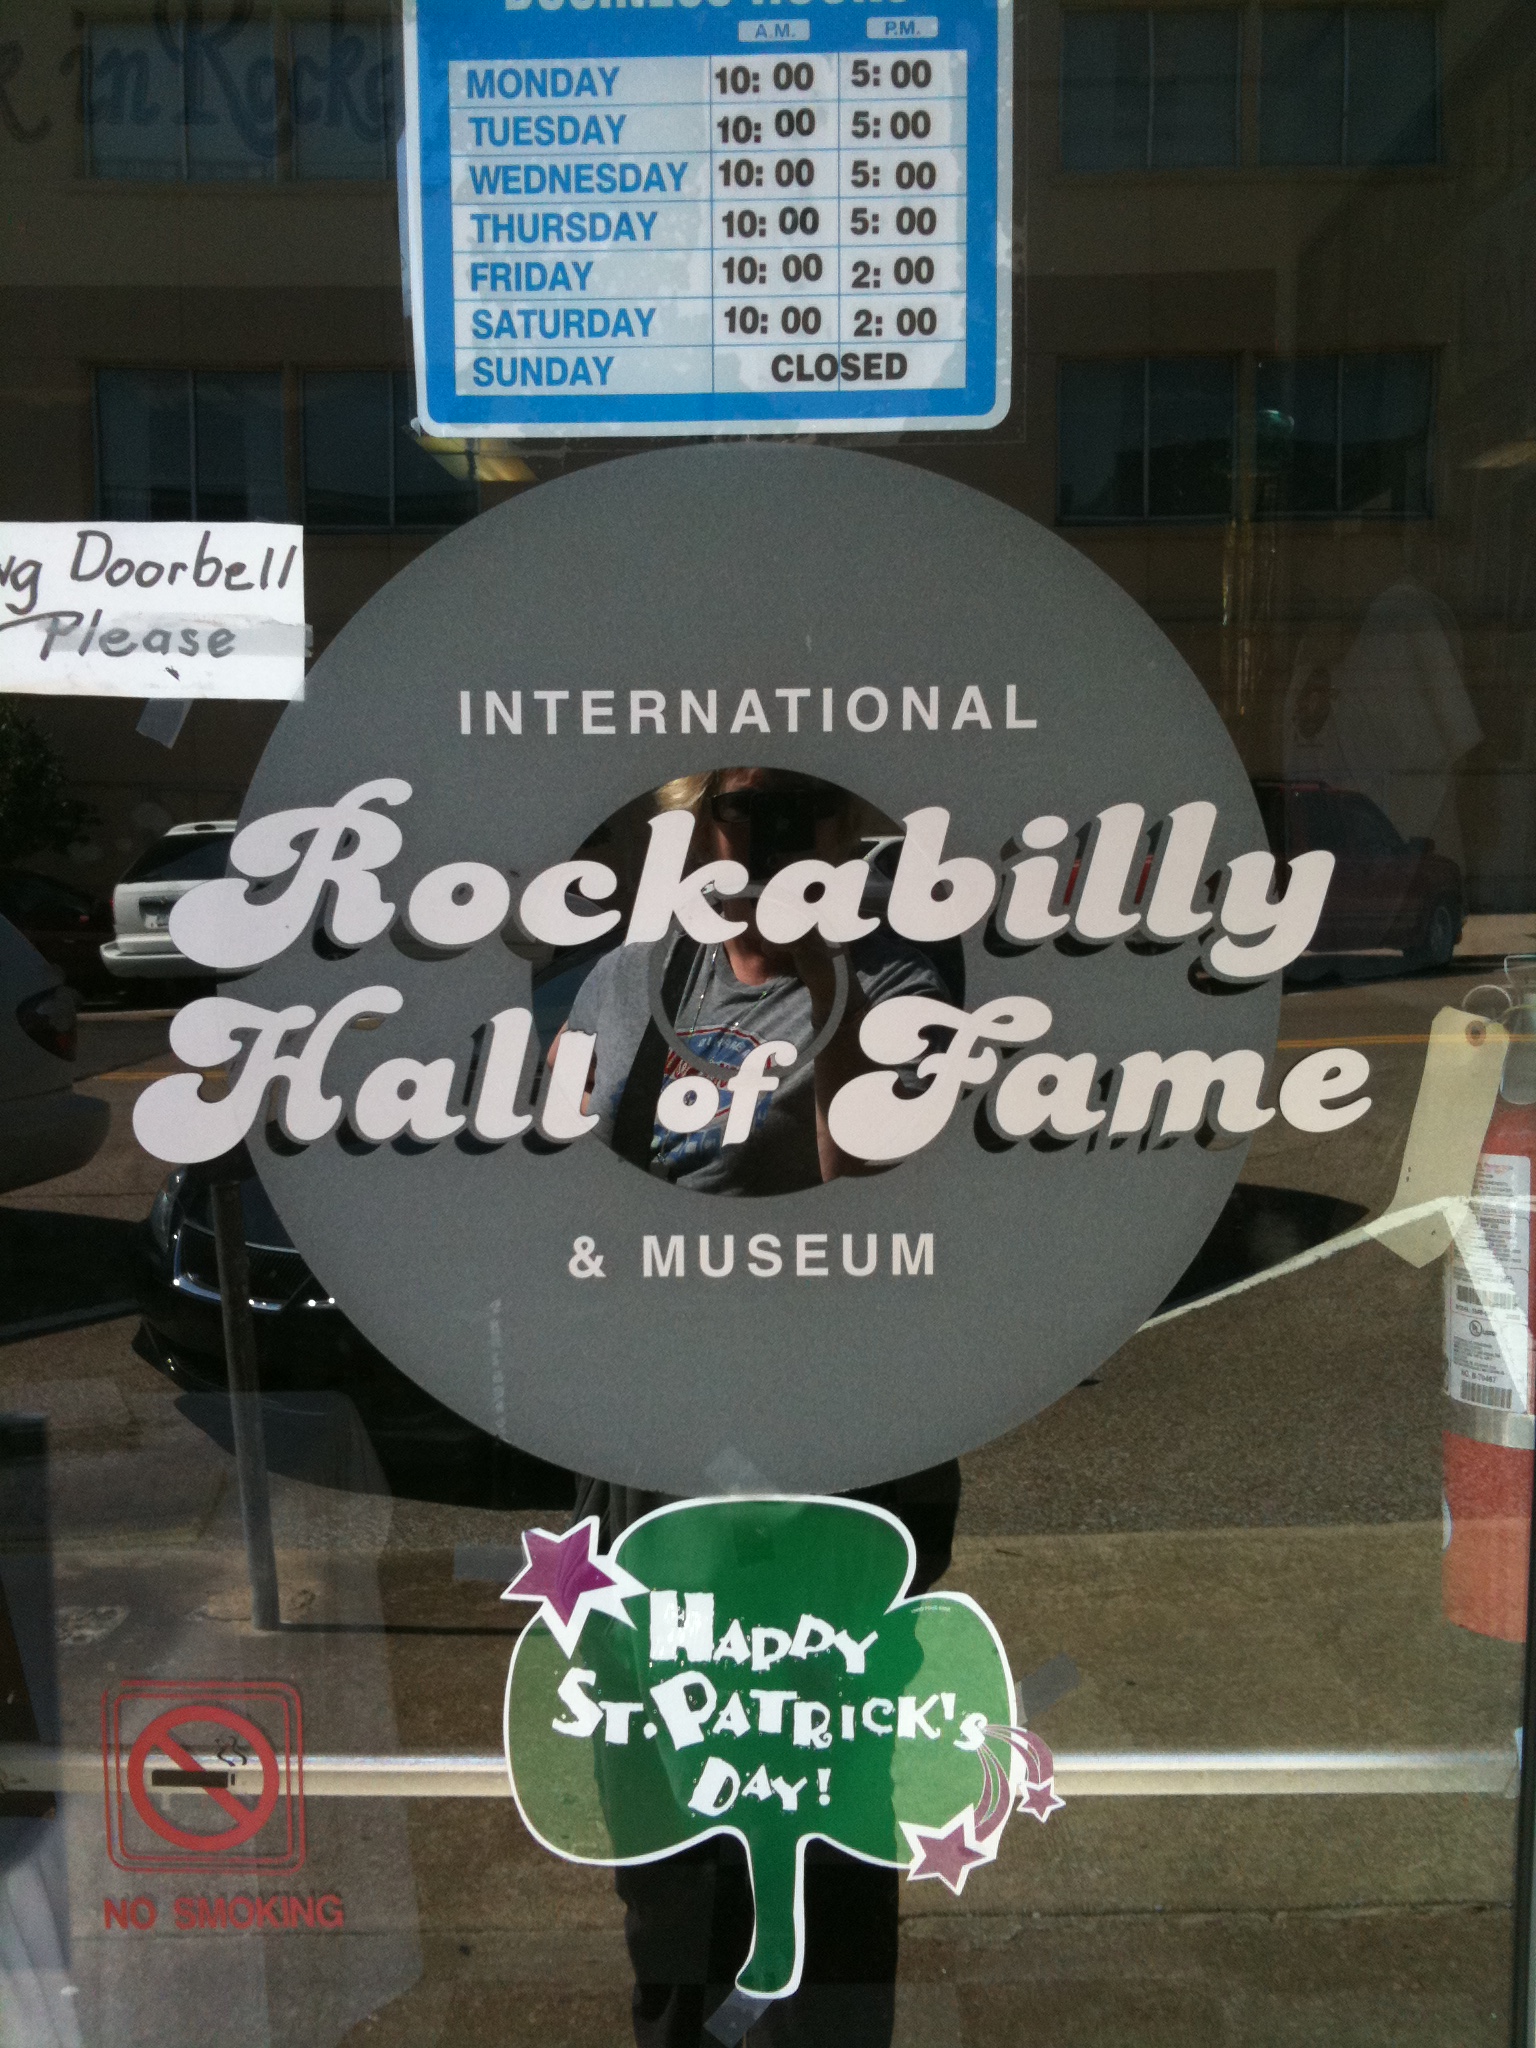 A.M. P.M.
MONDAY 10: 00 5: 00
TUESDAY 10: 00 5: 00
WEDNESDAY 10: 00 5: 00
THURSDAY 10: 00 5: 00
FRIDAY 10: 00 2: 00
SATURDAY 10: 00 2: 00
SUNDAY CLOSED
Doorbell
Please
INTERNATIONAL
Rockabilly
Hall of Fame
& MUSEUM
HAPPY
ST. PATRICK'S
DAY!
NO SMOKING